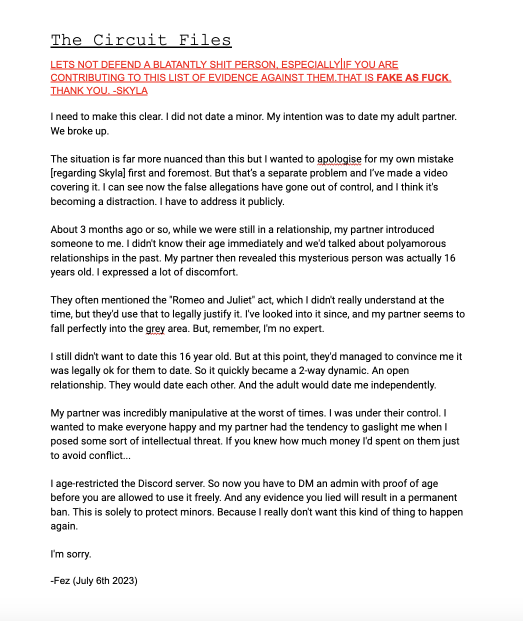 The Circuit Files
LETS NOT DEFEND A BLATANTLY SHIT PERSON, ESPECIALLY IF YOU ARE
CONTRIBUTING TO THIS LIST OF EVIDENCE AGAINST THEM.THAT IS FAKE AS FUCK.
THANK YOU. -SKYLA
I need to make this clear. I did not date a minor. My intention was to date my adult partner.
We broke up.
The situation is far more nuanced than this but I wanted to apologise for my own mistake
[regarding Skyla] first and foremost. But that's a separate problem and I've made a video
covering it. I can see now the false allegations have gone out of control, and I think it's
becoming a distraction. I have to address it publicly.
About 3 months ago or so, while we were still in a relationship, my partner introduced
someone to me. I didn't know their age immediately and we'd talked about polyamorous
relationships in the past. My partner then revealed this mysterious person was actually 16
years old. I expressed a lot of discomfort.
They often mentioned the "Romeo and Juliet" act, which I didn't really understand at the
time, but they'd use that to legally justify it. I've looked into it since, and my partner seems to
fall perfectly into the grey area. But, remember, I'm no expert.
I still didn't want to date this 16 year old. But at this point, they'd managed to convince me it
was legally ok for them to date. So it quickly became a 2-way dynamic. An open
relationship. They would date each other. And the adult would date me independently.
My partner was incredibly manipulative at the worst of times. I was under their control. I
wanted to make everyone happy and my partner had the tendency to gaslight me when I
posed some sort of intellectual threat. If you knew how much money I'd spent on them just
to avoid conflict...
I age-restricted the Discord server. So now you have to DM an admin with proof of age
before you are allowed to use it freely. And any evidence you lied will result in a permanent
ban. This is solely to protect minors. Because I really don't want this kind of thing to happen
again.
I'm sorry.
-Fez (July 6th 2023)